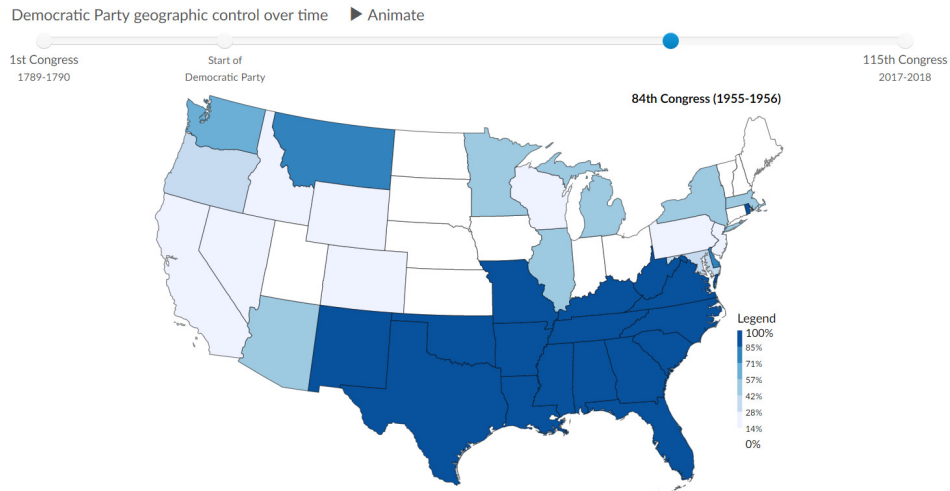 Democratic Party geographic control over time ▶ Animate
1st Congress
1789-1790
Start of
Democratic Party
115th Congress
2017-2018
84th Congress (1955-1956)
Legend
100%
85%
71%
57%
42%
28%
14%
0%